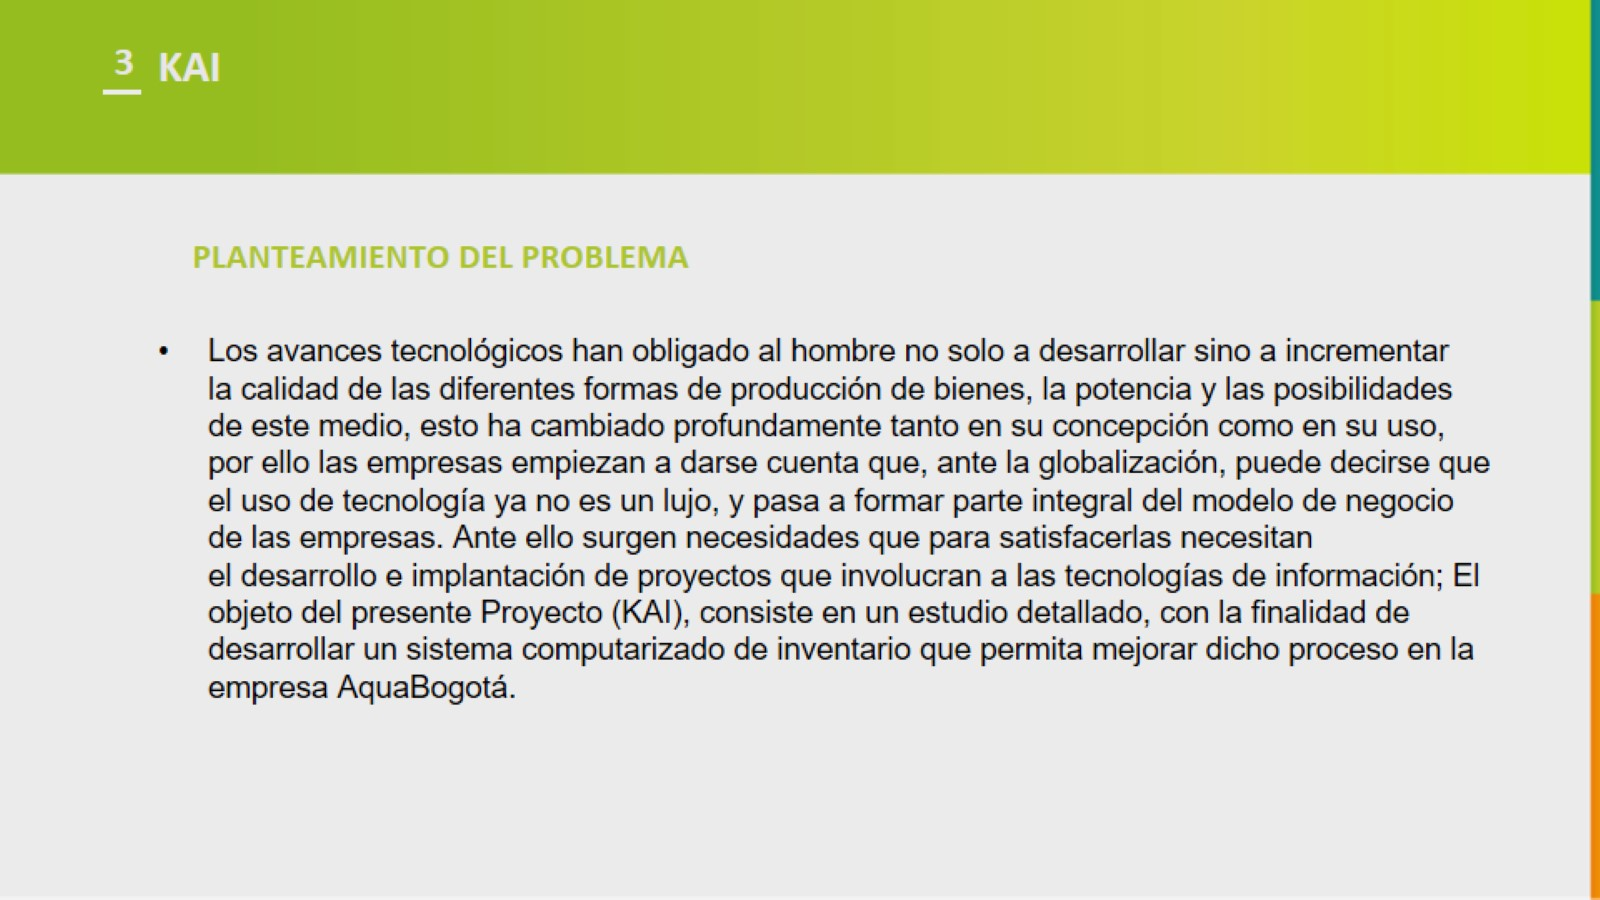 3 KAI
PLANTEAMIENTO DEL PROBLEMA
• Los avances tecnológicos han obligado al hombre no solo a desarrollar sino a incrementar
la calidad de las diferentes formas de producción de bienes, la potencia y las posibilidades
de este medio, esto ha cambiado profundamente tanto en su concepción como en su uso,
por ello las empresas empiezan a darse cuenta que, ante la globalización, puede decirse que
el uso de tecnología ya no es un lujo, y pasa a formar parte integral del modelo de negocio
de las empresas. Ante ello surgen necesidades que para satisfacerlas necesitan
el desarrollo e implantación de proyectos que involucran a las tecnologías de información; El
objeto del presente Proyecto (KAI), consiste en un estudio detallado, con la finalidad de
desarrollar un sistema computarizado de inventario que permita mejorar dicho proceso en la
empresa AquaBogotá.